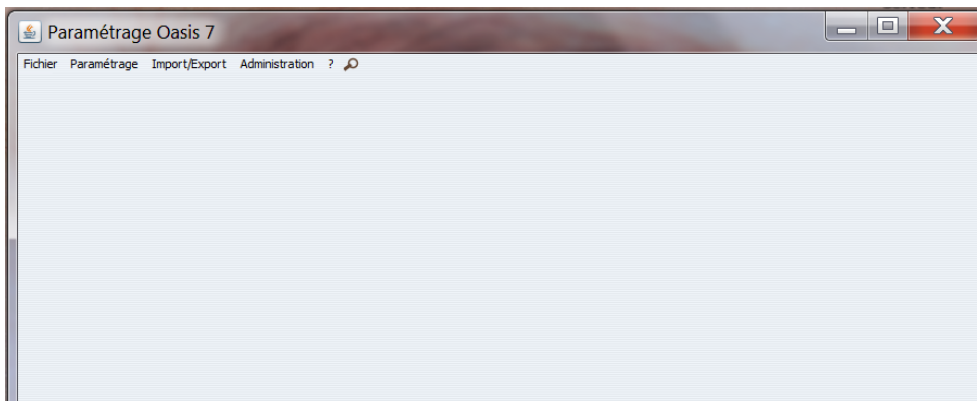 Paramétrage Oasis 7
Fichier Paramétrage Import/Export Administration ?